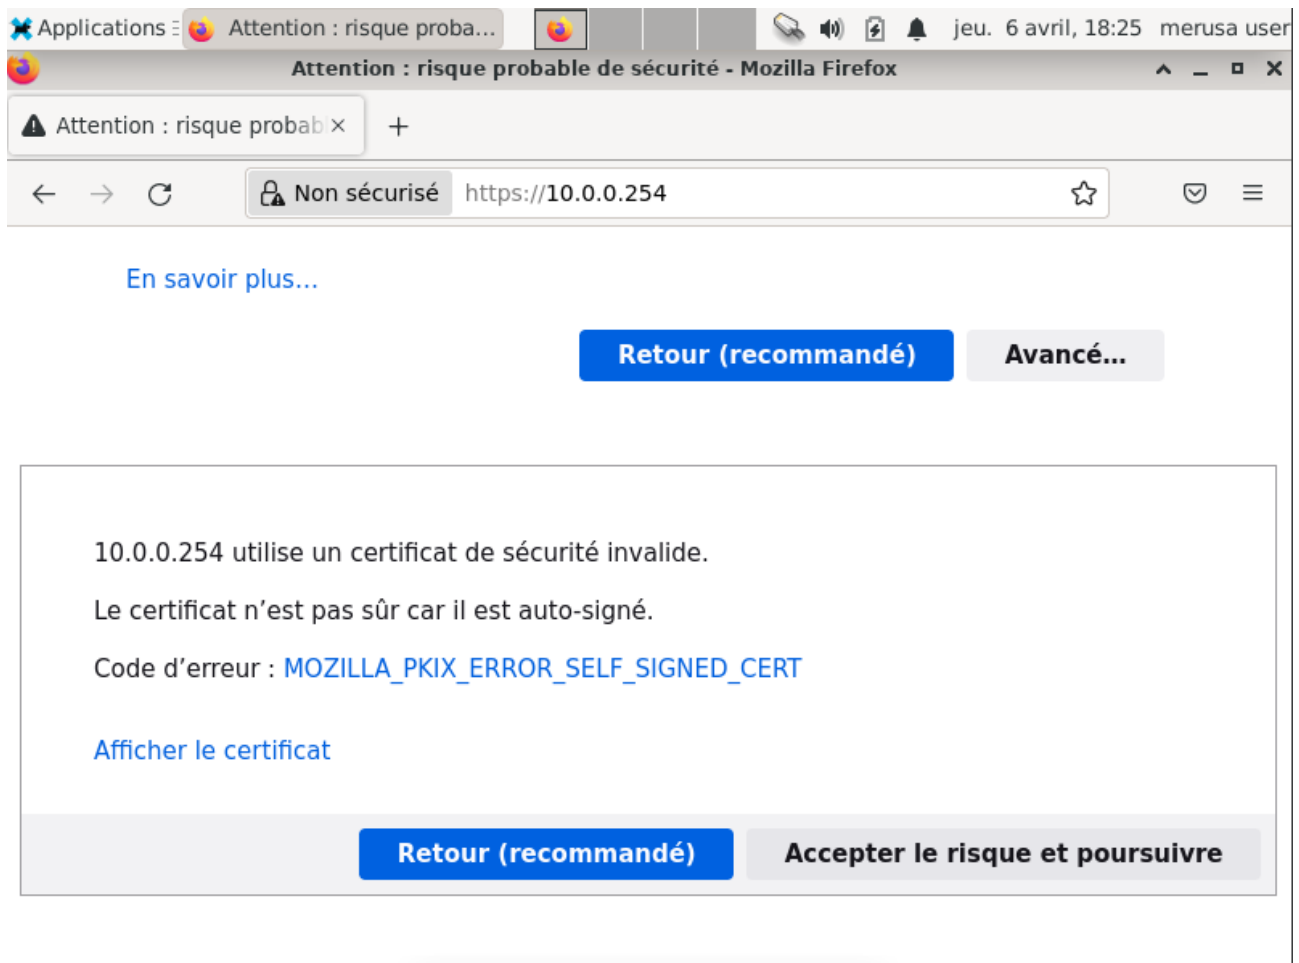 Applications
Attention : risque proba...
jeu. 6 avril, 18:25
merusa user
Attention : risque probable de sécurité - Mozilla Firefox
Attention : risque probab
Non sécurisé
https://10.0.0.254
En savoir plus…
Retour (recommandé)
Avancé…
10.0.0.254 utilise un certificat de sécurité invalide.
Le certificat n’est pas sûr car il est auto-signé.
Code d’erreur : MOZILLA_PKIX_ERROR_SELF_SIGNED_CERT
Afficher le certificat
Retour (recommandé)
Accepter le risque et poursuivre